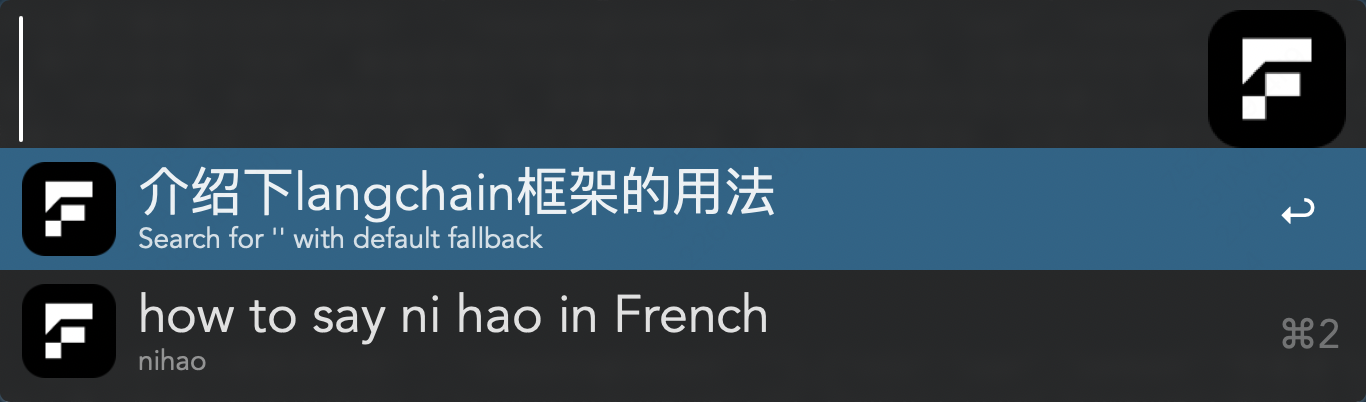 介绍下langchain框架的用法
Search for '' with default fallback
how to say ni hao in French
⌘2
nihao